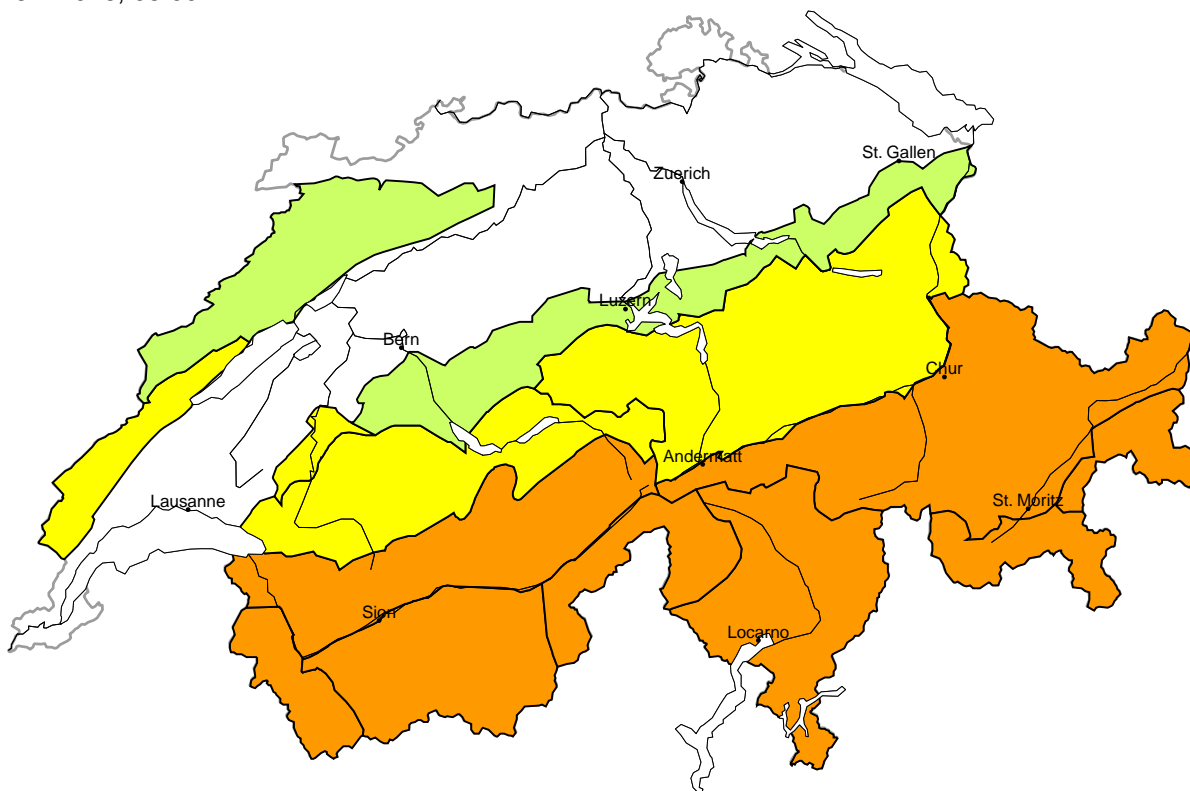 St. Gallen
Zuerich
Luzern
Bern
Chur
Andermatt
St. Moritz
Lausanne
Sion
Locarno